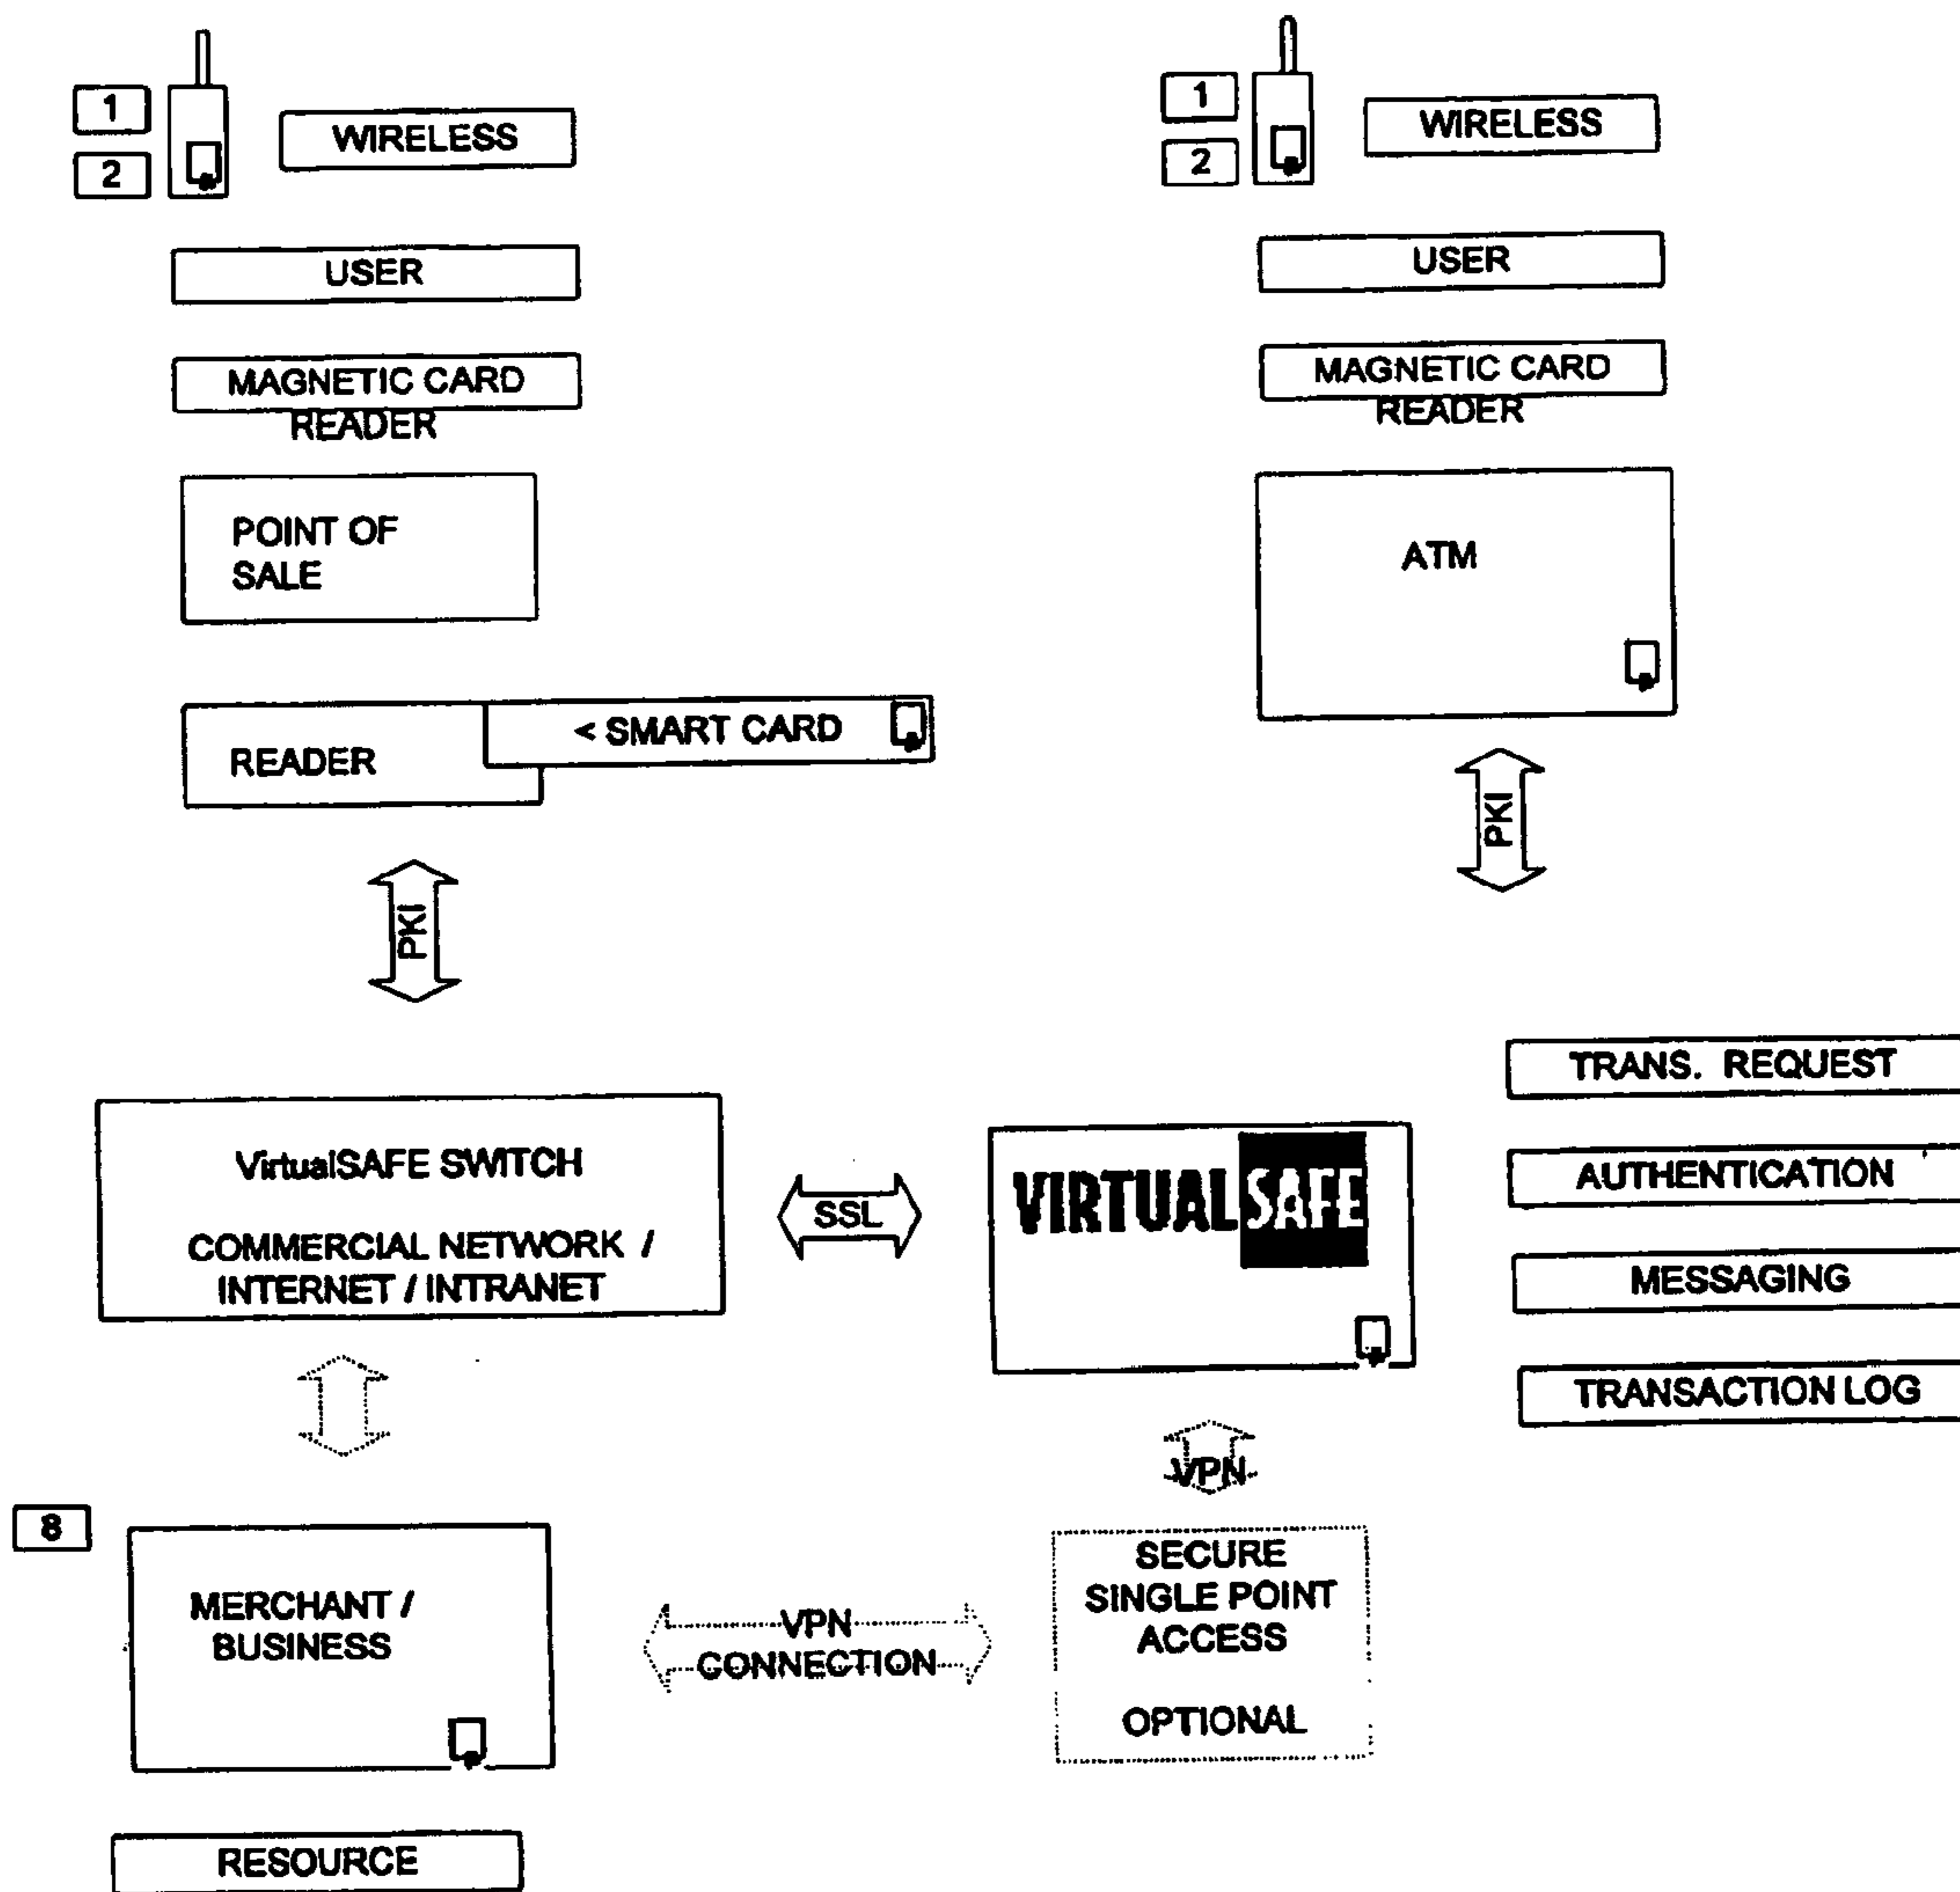 1
2
WIRELESS
USER
MAGNETIC CARD
READER
POINT OF
SALE
READER
< SMART CARD
PKI
1
2
WIRELESS
USER
MAGNETIC CARD
READER
ATM
PKI
VirtualSAFE SWITCH
COMMERCIAL NETWORK /
INTERNET / INTRANET
SSL
VIRTUALSAFE
TRANS. REQUEST
AUTHENTICATION
MESSAGING
TRANSACTION LOG
8
MERCHANT /
BUSINESS
VPN
CONNECTION
VPN
SECURE
SINGLE POINT
ACCESS
OPTIONAL
RESOURCE